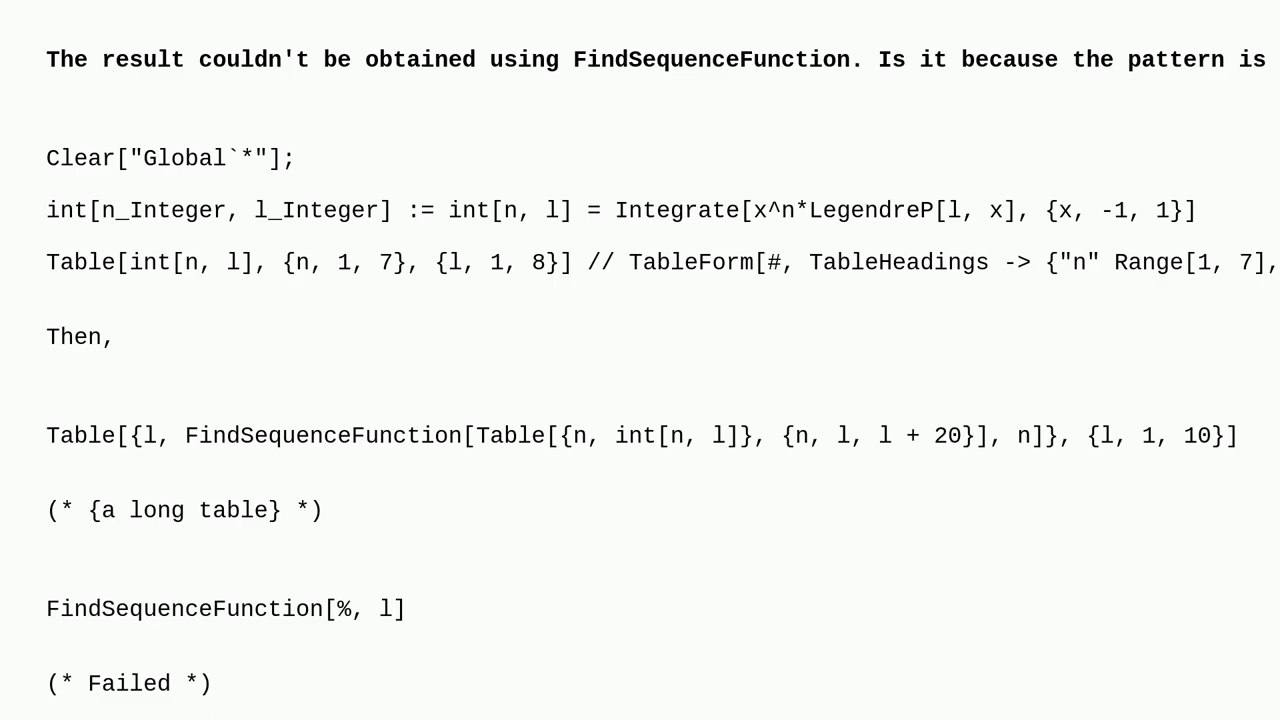 The result couldn't be obtained using FindSequenceFunction. Is it because the pattern is
Clear["Global`*"];
int[n_Integer, l_Integer] := int[n, l] = Integrate[x^n*LegendreP[l, x], {x, -1, 1}]
Table[int[n, l], {n, 1, 7}, {l, 1, 8}] // TableForm[#, TableHeadings -> {"n" Range[1, 7],
Then,
Table[{l, FindSequenceFunction[Table[{n, int[n, l]}, {n, l, l + 20}], n]}, {l, 1, 10}]
(* {a long table} *)
FindSequenceFunction[%, l]
(* Failed *)